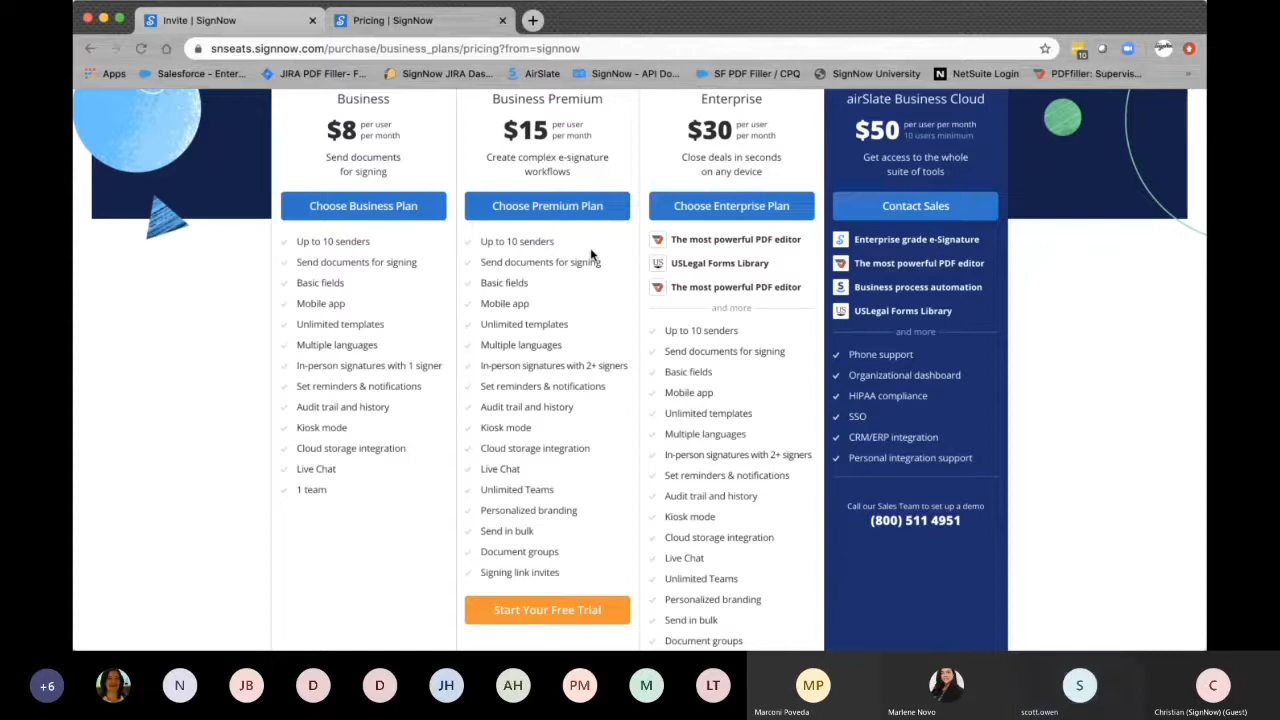 Invite | SignNow
Pricing | SignNow
snseats.signnow.com/purchase/business_plans/pricing?from=signnow
10
Apps
Salesforce - Enter...
JIRA PDF Filler- F...
SignNow JIRA Das...
AirSlate
SignNow - API Do...
SF PDF Filler / CPQ
SignNow University
NetSuite Login
PDFfiller: Supervis...
»
Business
$8 per user
per month
Send documents
for signing
Choose Business Plan
Up to 10 senders
Send documents for signing
Basic fields
Mobile app
Unlimited templates
Multiple languages
In-person signatures with 1 signer
Set reminders & notifications
Audit trail and history
Kiosk mode
Cloud storage integration
Live Chat
1 team
Business Premium
$15 per user
per month
Create complex e-signature
workflows
Choose Premium Plan
Up to 10 senders
Send documents for signing
Basic fields
Mobile app
Unlimited templates
Multiple languages
In-person signatures with 2+ signers
Set reminders & notifications
Audit trail and history
Kiosk mode
Cloud storage integration
Live Chat
Unlimited Teams
Personalized branding
Send in bulk
Document groups
Signing link invites
Start Your Free Trial
Enterprise
$30 per user
per month
Close deals in seconds
on any device
Choose Enterprise Plan
The most powerful PDF editor
US USLegal Forms Library
The most powerful PDF editor
and more
Up to 10 senders
Send documents for signing
Basic fields
Mobile app
Unlimited templates
Multiple languages
In-person signatures with 2+ signers
Set reminders & notifications
Audit trail and history
Kiosk mode
Cloud storage integration
Live Chat
Unlimited Teams
Personalized branding
Send in bulk
Document groups
airSlate Business Cloud
$50 per user per month
10 users minimum
Get access to the whole
suite of tools
Contact Sales
Enterprise grade e-Signature
The most powerful PDF editor
Business process automation
US USLegal Forms Library
and more
Phone support
Organizational dashboard
HIPAA compliance
SSO
CRM/ERP integration
Personal integration support
Call our Sales Team to set up a demo
(800) 511 4951
+6
N
JB
D
D
JH
AH
PM
M
LT
MP
Marconi Poveda
Marlene Novo
S
scott.owen
C
Christian (SignNow) (Guest)